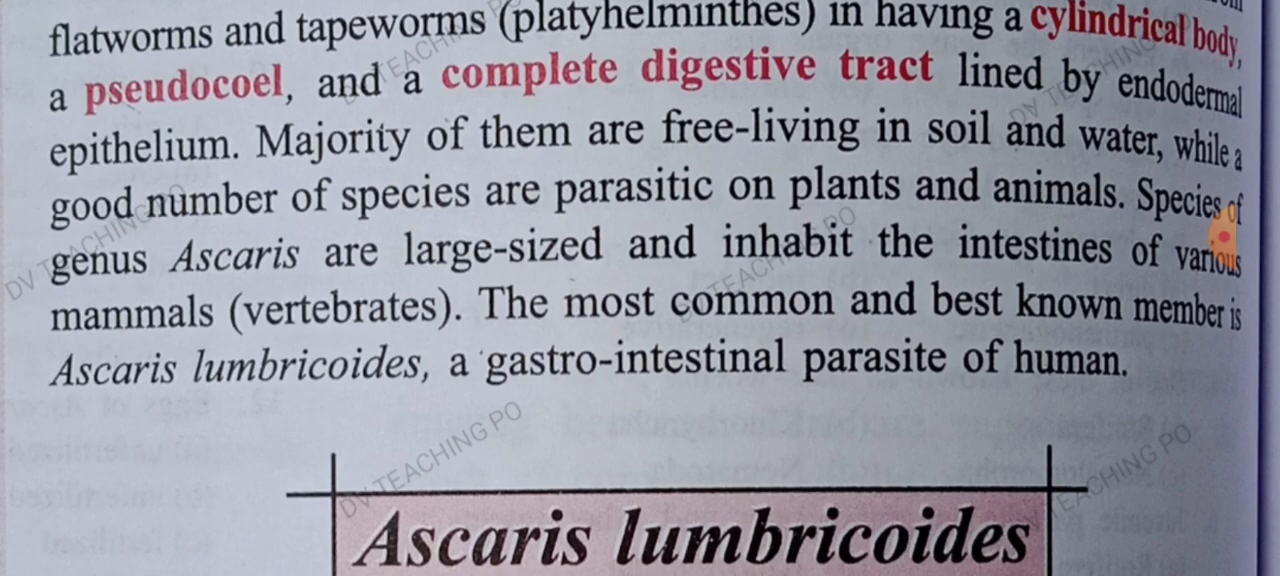 flatworms and tapeworms (platyhelminthes) in having a cylindrical body,
a pseudocoel, and a complete digestive tract lined by endodermal
epithelium. Majority of them are free-living in soil and water, while a
good number of species are parasitic on plants and animals. Species of
genus Ascaris are large-sized and inhabit the intestines of various
mammals (vertebrates). The most common and best known member is
Ascaris lumbricoides, a gastro-intestinal parasite of human.
DV TEACHING PO
Ascaris lumbricoides